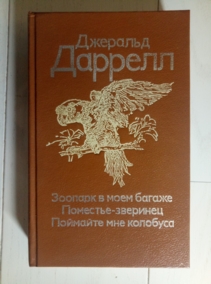 Джеральд
Даррелл
Зоопарк в моем багаже
Поместье-зверинец
Поймайте мне колобуса